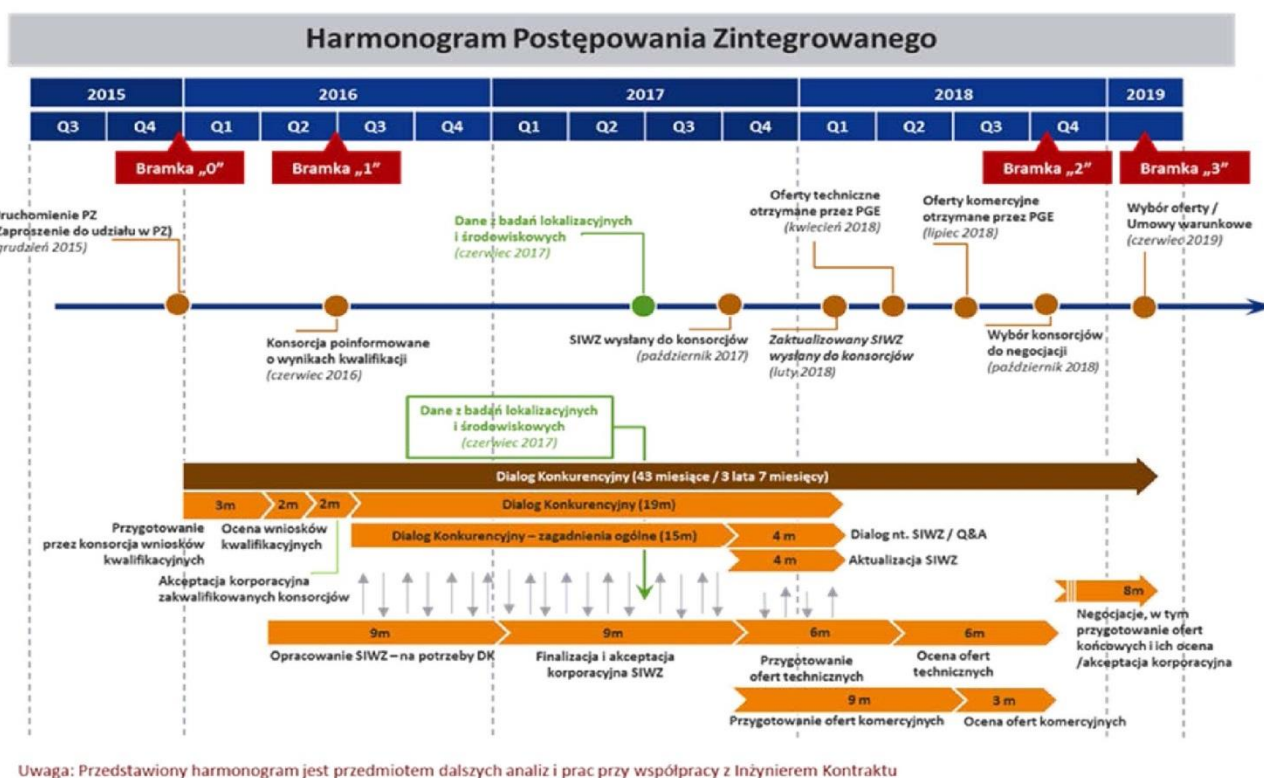 Harmonogram Postępowania Zintegrowanego
2015 2016 2017 2018 2019
Q3 Q4 Q1 Q2 Q3 Q4 Q1 Q2 Q3 Q4 Q1 Q2 Q3 Q4
Bramka „0” Bramka „1” Bramka „2” Bramka „3”
ruchomienie PZ
Zaproszenie do udziału w PZ)
grudzień 2015)
Dane z badań lokalizacyjnych
i środowiskowych
(czerwiec 2017)
Oferty techniczne
otrzymane przez PGE
(kwiecień 2018)
Oferty komercyjne
otrzymane przez PGE
(lipiec 2018)
Wybór oferty /
Umowy warunkowe
(czerwiec 2019)
Konsorcja poinformowane
o wynikach kwalifikacji
(czerwiec 2016)
SIWZ wysłany do konsorcjów
(październik 2017)
Zaktualizowany SIWZ
wysłany do konsorcjów
(luty 2018)
Wybór konsorcjów
do negocjacji
(październik 2018)
Dane z badań lokalizacyjnych
i środowiskowych
(czerwiec 2017)
Dialog Konkurencyjny (43 miesiące / 3 lata 7 miesięcy)
3m 2m 2m Dialog Konkurencyjny (19m)
Przygotowanie
przez konsorcja wniosków
kwalifikacyjnych
Ocena wniosków
kwalifikacyjnych
Dialog Konkurencyjny – zagadnienia ogólne (15m) 4 m Dialog nt. SIWZ / Q&A
4 m Aktualizacja SIWZ
Akceptacja korporacyjna
zakwalifikowanych konsorcjów
8m
Negocjacje, w tym
przygotowanie ofert
końcowych i ich ocena
/akceptacja korporacyjna
9m 9m 6m 6m
Opracowanie SIWZ – na potrzeby DK
Finalizacja i akceptacja
korporacyjna SIWZ
Przygotowanie
ofert technicznych
Ocena ofert
technicznych
9 m 3 m
Przygotowanie ofert komercyjnych Ocena ofert komercyjnych
Uwaga: Przedstawiony harmonogram jest przedmiotem dalszych analiz i prac przy współpracy z Inżynierem Kontraktu